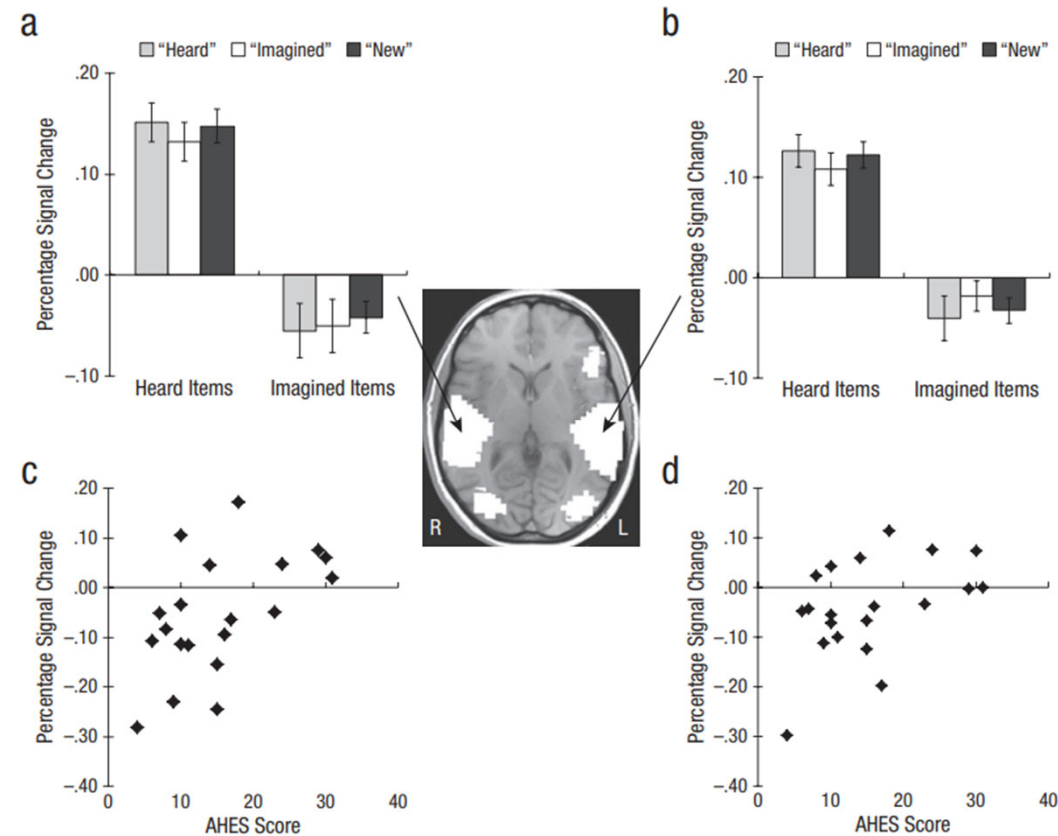 a
"Heard" "Imagined" "New"
Percentage Signal Change
.20
.10
.00
–.10
Heard Items Imagined Items
b
"Heard" "Imagined" "New"
Percentage Signal Change
.20
.10
.00
–.10
Heard Items Imagined Items
R L
c
Percentage Signal Change
.20
.10
.00
–.10
–.20
–.30
–.40
0 10 20 30 40
AHES Score
d
Percentage Signal Change
.20
.10
.00
–.10
–.20
–.30
–.40
0 10 20 30 40
AHES Score